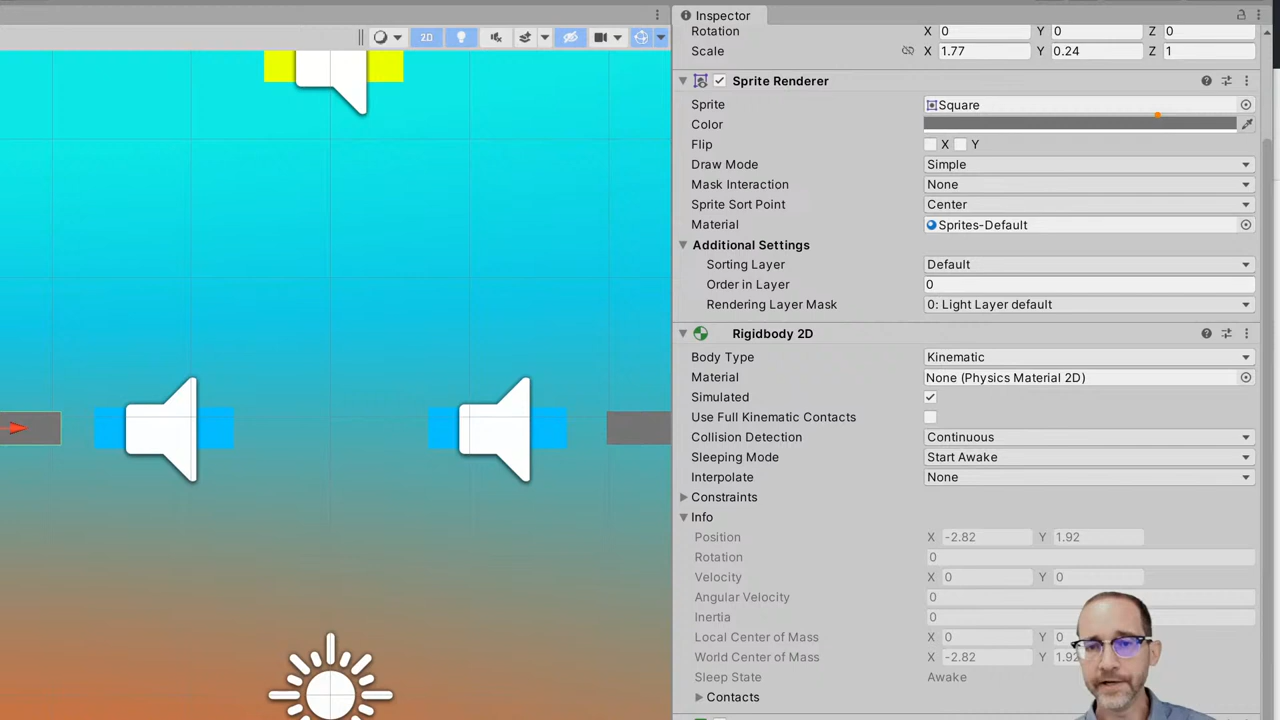 2D
Inspector
Rotation X 0 Y 0 Z 0
Scale X 1.77 Y 0.24 Z 1
Sprite Renderer
Sprite Square
Color
Flip X Y
Draw Mode Simple
Mask Interaction None
Sprite Sort Point Center
Material Sprites-Default
Additional Settings
Sorting Layer Default
Order in Layer 0
Rendering Layer Mask 0: Light Layer default
Rigidbody 2D
Body Type Kinematic
Material None (Physics Material 2D)
Simulated
Use Full Kinematic Contacts
Collision Detection Continuous
Sleeping Mode Start Awake
Interpolate None
Constraints
Info
Position X -2.82 Y 1.92
Rotation 0
Velocity X 0 Y 0
Angular Velocity 0
Inertia 0
Local Center of Mass X 0 Y 0
World Center of Mass X -2.82 Y 1.92
Sleep State Awake
Contacts